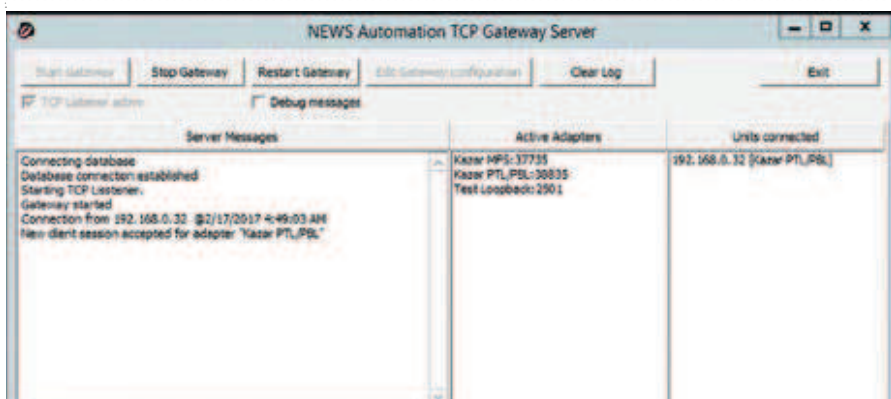 NEWS Automation TCP Gateway Server
Start Gateway Stop Gateway Restart Gateway Edit Gateway configuration Clear Log Exit
TCP Listener active Debug messages
Server Messages Active Adapters Units connected
Connecting database
Database connection established
Starting TCP Listener.
Gateway started
Connection from 192.168.0.32 @2/17/2017 4:49:03 AM
New client session accepted for adapter "Kazar PTL/PBL"
Kazar MFS:37735
Kazar PTL/PBL:38835
Test Loopback:2501
192.168.0.32 [Kazar PTL/PBL]